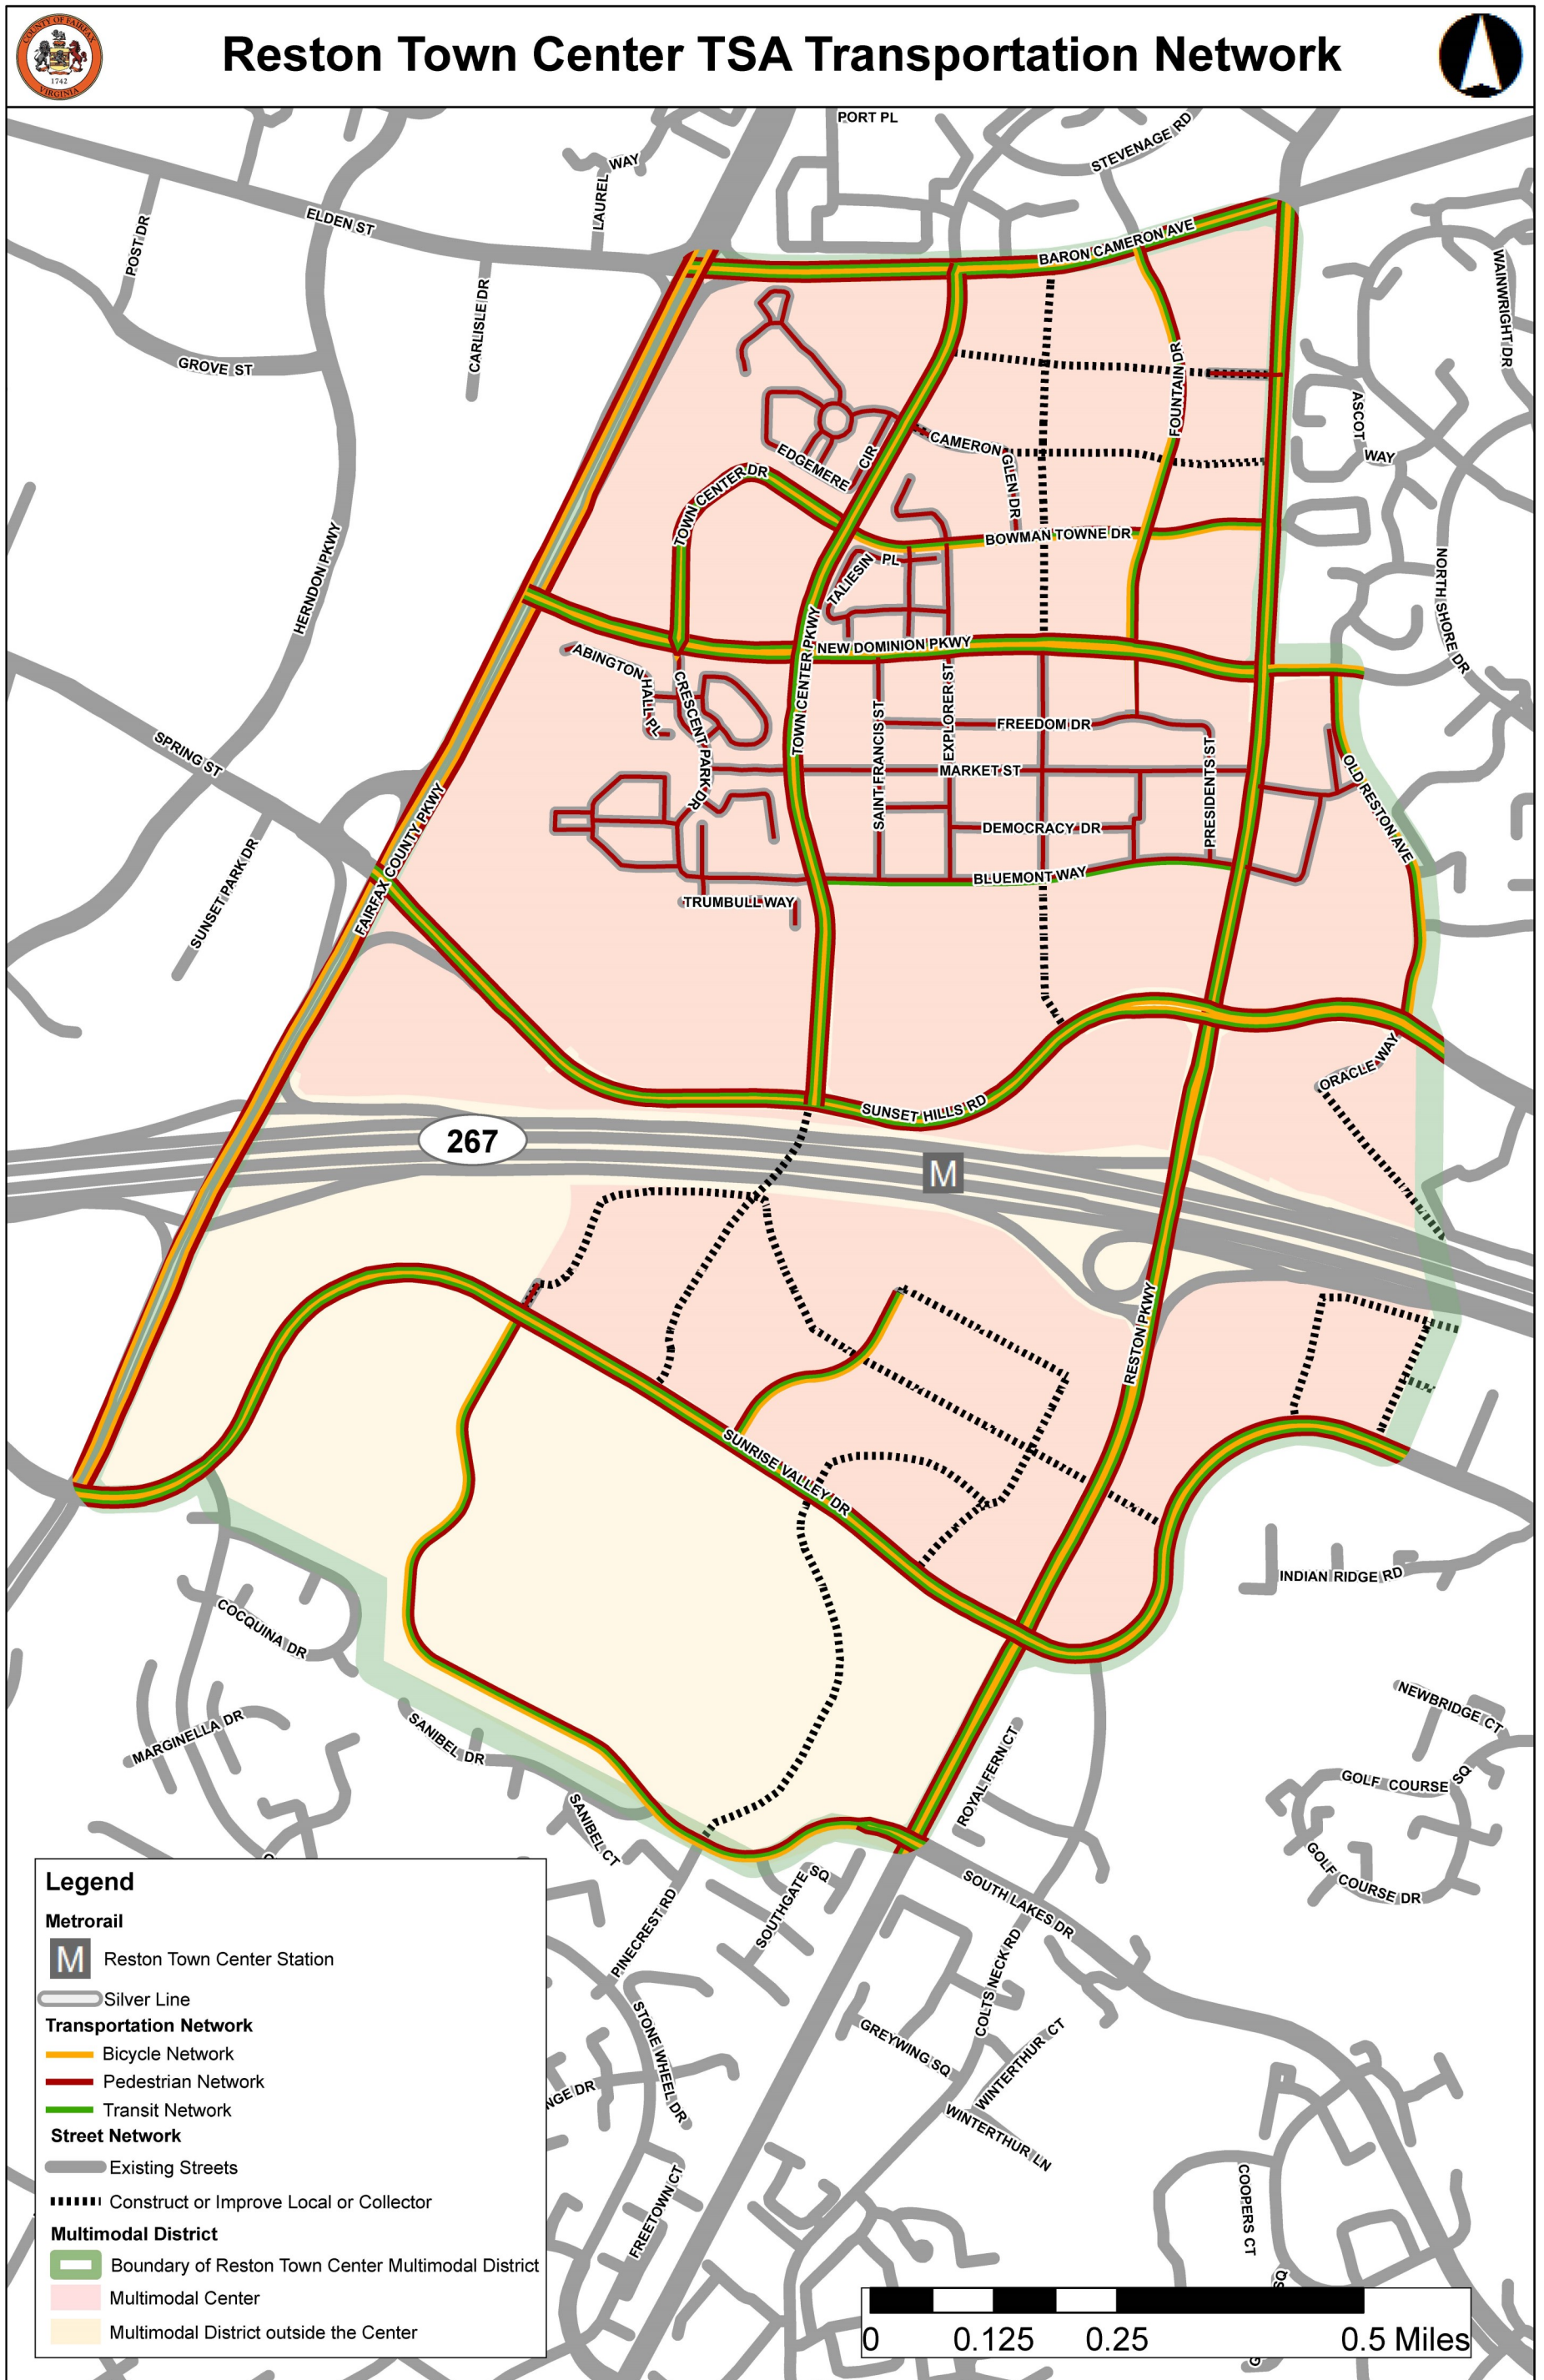 COUNTY OF FAIRFAX
1742
VIRGINIA
Reston Town Center TSA Transportation Network
PORT PL
STEVENAGE RD
LAUREL WAY
ELDEN ST
POST DR
BARON CAMERON AVE
WAINWRIGHT DR
CARLISLE DR
GROVE ST
FOUNTAIN DR
ASCOT WAY
CAMERON GLEN DR
EDGEMERE CIR
TOWN CENTER DR
BOWMAN TOWNE DR
HERNDON PKWY
TALIESIN PL
NORTH SHORE DR
NEW DOMINION PKWY
ABINGTON HALL PL
CRESCENT PARK DR
TOWN CENTER PKWY
SAINT FRANCIS ST
EXPLORER ST
FREEDOM DR
SPRING ST
MARKET ST
PRESIDENTS ST
OLD RESTON AVE
FAIRFAX COUNTY PKWY
DEMOCRACY DR
SUNSET PARK DR
BLUEMONT WAY
TRUMBULL WAY
ORACLE WAY
SUNSET HILLS RD
267
M
RESTON PKWY
SUNRISE VALLEY DR
INDIAN RIDGE RD
COCQUINA DR
MARGINELLA DR
SANIBEL DR
NEWBRIDGE CT
ROYAL FERN CT
GOLF COURSE SQ
SANIBEL CT
GOLF COURSE DR
SOUTHGATE SQ
SOUTH LAKES DR
PINECREST RD
COLTS NECK RD
STONE WHEEL DR
GREYWING SQ
WINTERTHUR CT
NGE DR
WINTERTHUR LN
FREETOWN CT
COOPERS CT
SQ
Legend
Metrorail
M Reston Town Center Station
Silver Line
Transportation Network
Bicycle Network
Pedestrian Network
Transit Network
Street Network
Existing Streets
Construct or Improve Local or Collector
Multimodal District
Boundary of Reston Town Center Multimodal District
Multimodal Center
Multimodal District outside the Center
0 0.125 0.25 0.5 Miles